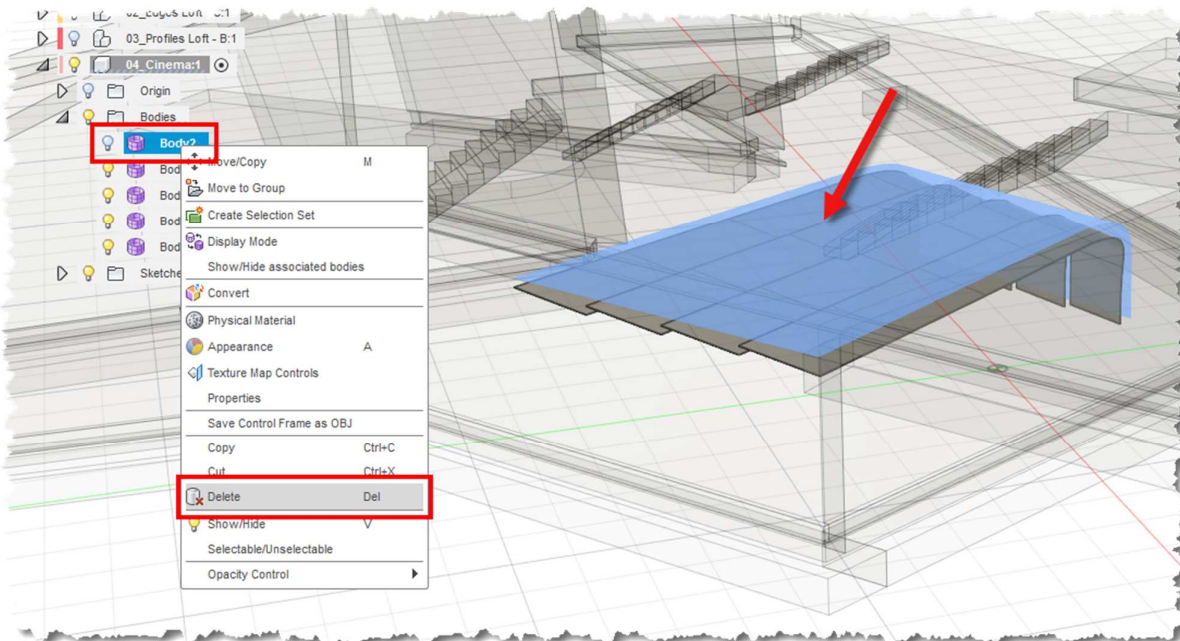 03_Profiles Loft - B:1
04_Cinema:1
Origin
Bodies
Body2
Bod
Bod
Bod
Bod
Sketche
Move/Copy M
Move to Group
Create Selection Set
Display Mode
Show/Hide associated bodies
Convert
Physical Material
Appearance A
Texture Map Controls
Properties
Save Control Frame as OBJ
Copy Ctrl+C
Cut Ctrl+X
Delete Del
Show/Hide V
Selectable/Unselectable
Opacity Control